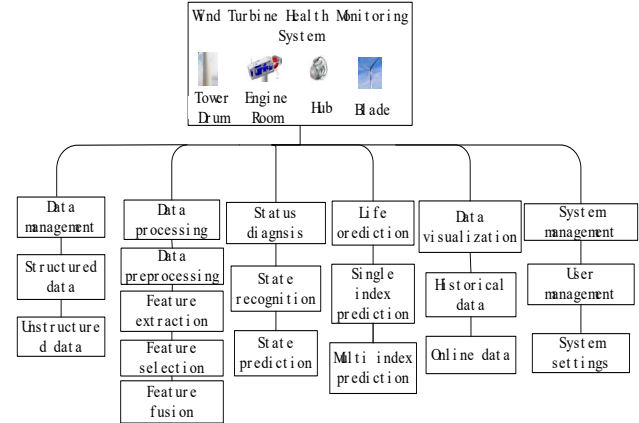 Wind Turbine Health Monitoring
System
Tower
Drum
Engine
Room
Hub
Blade
Data
management
Structured
data
Unstructure
d data
Data
processing
Data
preprocessing
Feature
extraction
Feature
selection
Feature
fusion
Status
diagnsis
State
recognition
State
prediction
Life
orediction
Single
index
prediction
Multi index
prediction
Data
visualization
Historical
data
Online data
System
management
User
management
System
settings